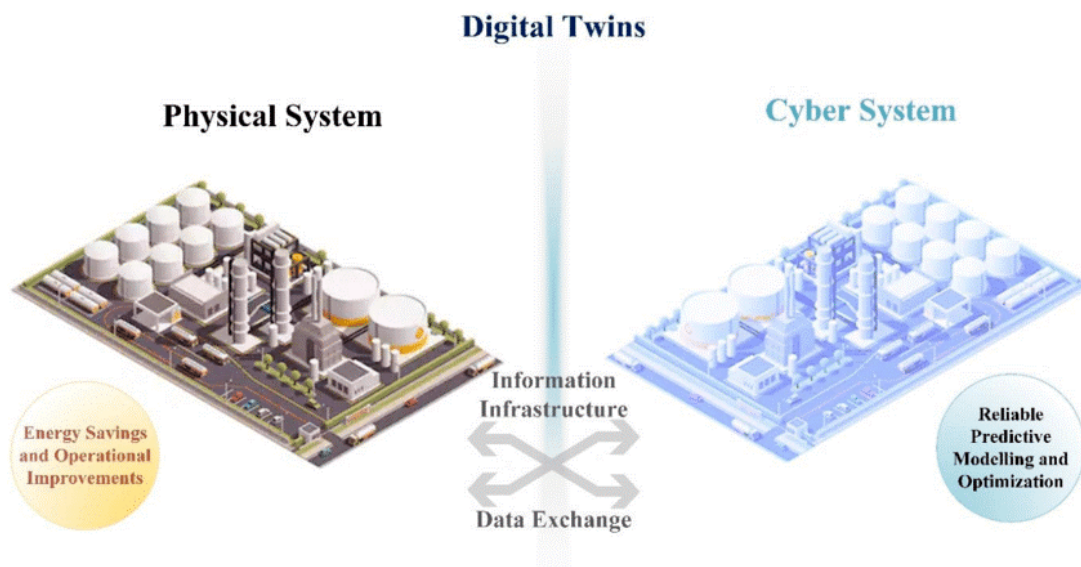 Digital Twins
Physical System
Cyber System
Information
Infrastructure
Data Exchange
Energy Savings
and Operational
Improvements
Reliable
Predictive
Modelling and
Optimization